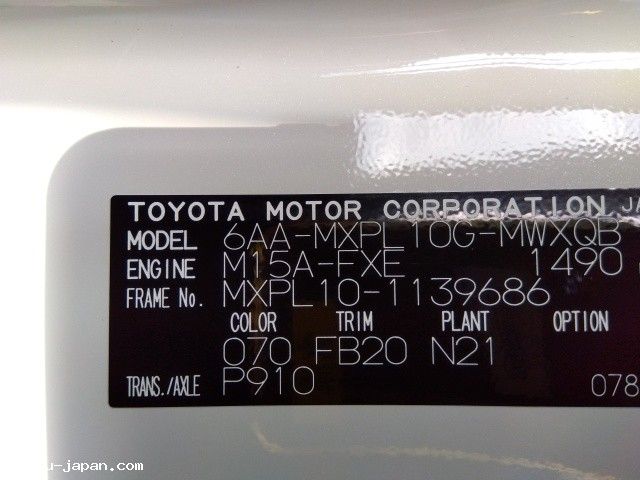 TOYOTA MOTOR CORPORATION JA
MODEL 6AA-MXPL10G-MWXQB
ENGINE M15A-FXE 1490
FRAME No. MXPL10-1139686
COLOR TRIM PLANT OPTION
070 FB20 N21
TRANS./AXLE P910 078
u-japan.com